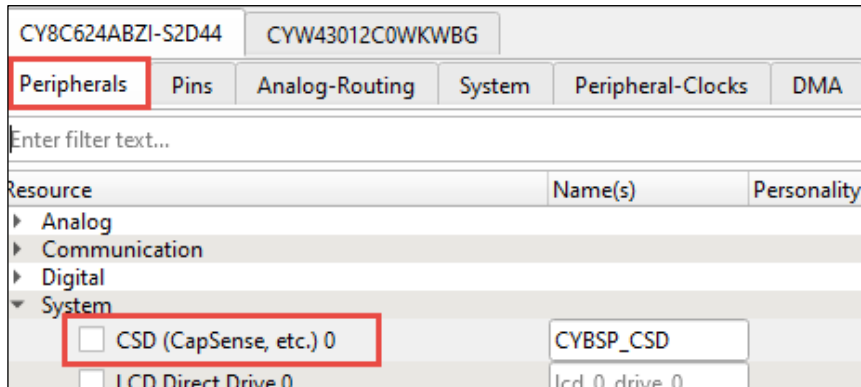 CY8C624ABZI-S2D44 CYW43012C0WKWBG
Peripherals Pins Analog-Routing System Peripheral-Clocks DMA
Enter filter text...
Resource Name(s) Personality
Analog
Communication
Digital
System
CSD (CapSense, etc.) 0 CYBSP_CSD
LCD Direct Drive 0 lcd_0_drive_0